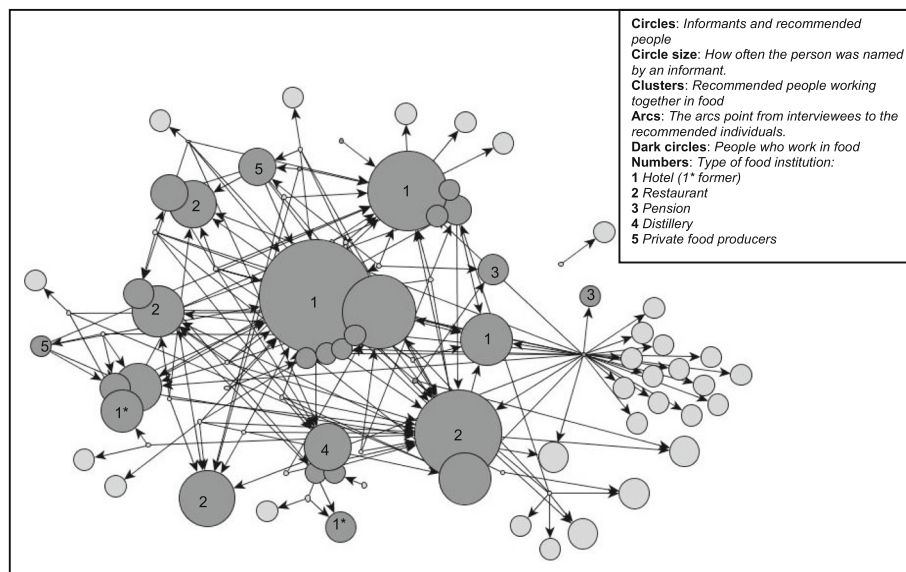 Circles: Informants and recommended
people
Circle size: How often the person was named
by an informant.
Clusters: Recommended people working
together in food
Arcs: The arcs point from interviewees to the
recommended individuals.
Dark circles: People who work in food
Numbers: Type of food institution:
1 Hotel (1* former)
2 Restaurant
3 Pension
4 Distillery
5 Private food producers
5
1
2
3
1
3
2
1
5
1*
2
4
2
1*